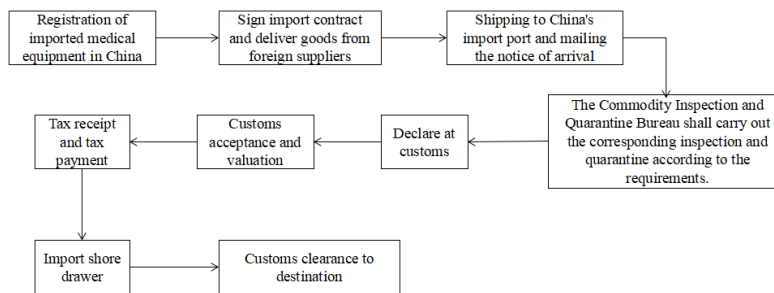 Registration of
imported medical
equipment in China
Sign import contract
and deliver goods from
foreign suppliers
Shipping to China's
import port and mailing
the notice of arrival
The Commodity Inspection and
Quarantine Bureau shall carry out
the corresponding inspection and
quarantine according to the
requirements.
Declare at
customs
Customs
acceptance and
valuation
Tax receipt
and tax
payment
Import shore
drawer
Customs clearance to
destination